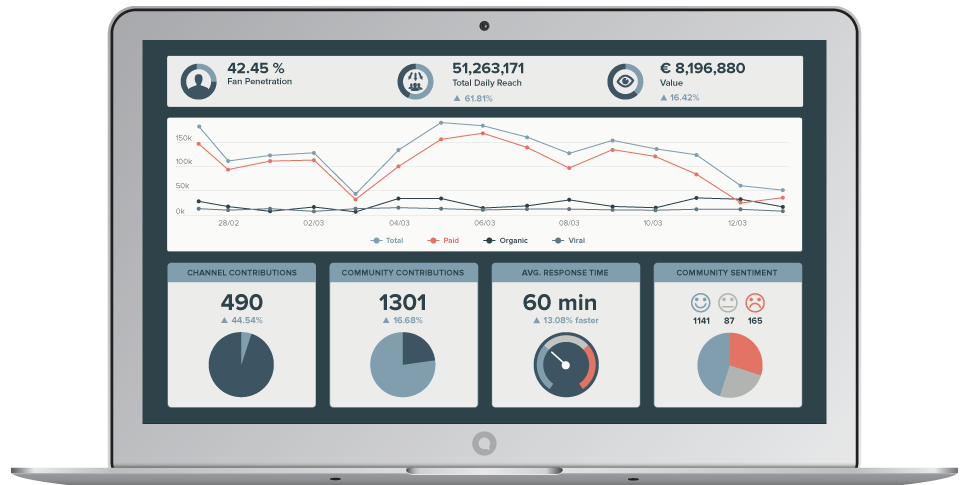 42.45 %
Fan Penetration
51,263,171
Total Daily Reach
▲ 61.81%
€ 8,196,880
Value
▲ 16.42%
150k
100k
50k
0k
28/02 02/03 04/03 06/03 08/03 10/03 12/03
Total Paid Organic Viral
CHANNEL CONTRIBUTIONS
490
▲ 44.54%
COMMUNITY CONTRIBUTIONS
1301
▲ 16.68%
AVG. RESPONSE TIME
60 min
▲ 13.08% faster
COMMUNITY SENTIMENT
1141 87 165